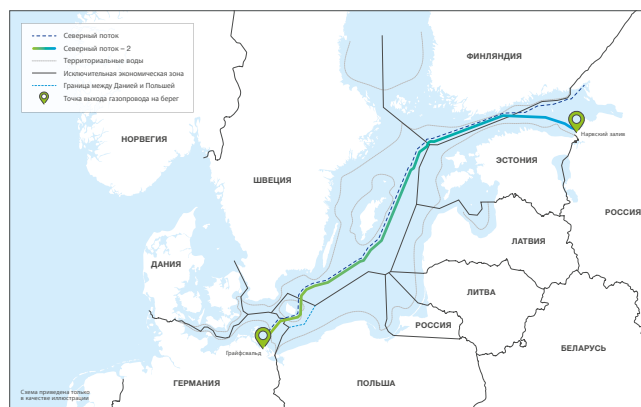 Северный поток
Северный поток – 2
Территориальные воды
Исключительная экономическая зона
Граница между Данией и Польшей
Точка выхода газопровода на берег
ФИНЛЯНДИЯ
НОРВЕГИЯ
Нарвский залив
ЭСТОНИЯ
ШВЕЦИЯ
РОССИЯ
ЛАТВИЯ
ДАНИЯ
ЛИТВА
РОССИЯ
БЕЛАРУСЬ
Грайфсвальд
ГЕРМАНИЯ
ПОЛЬША
Схема приведена только
в качестве иллюстрации